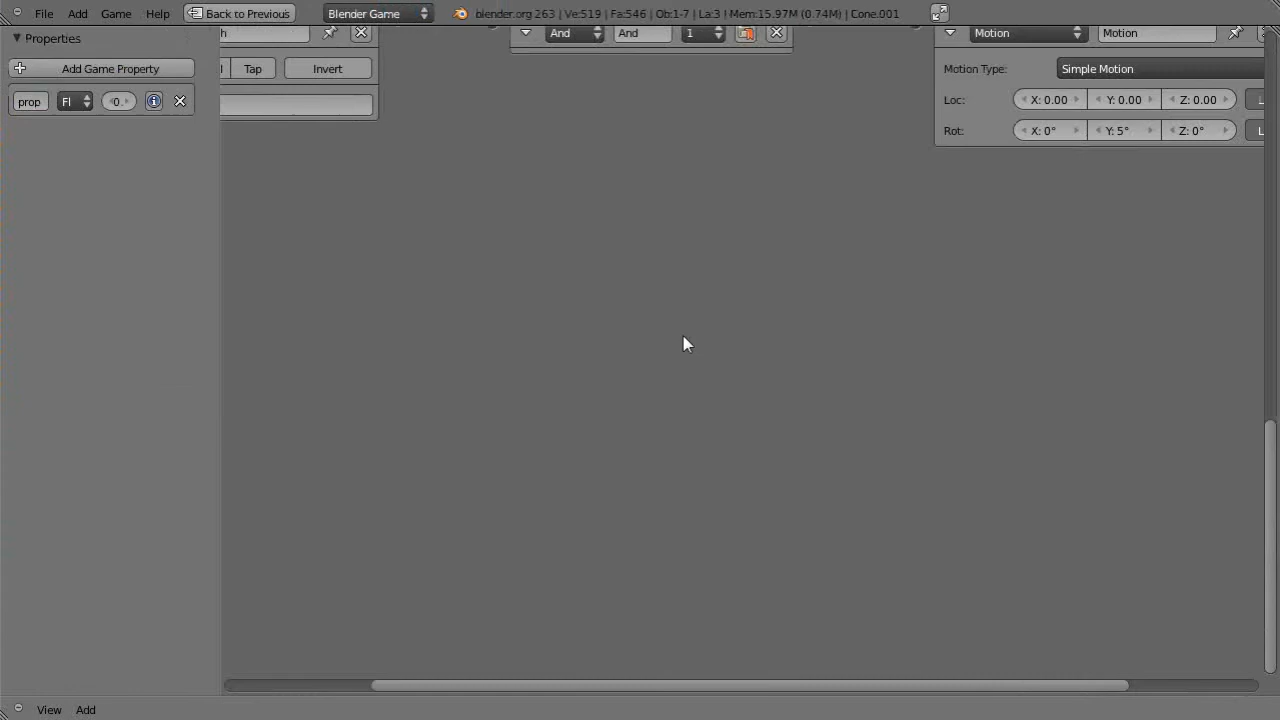 File Add Game Help Back to Previous Blender Game blender.org 263 | Ve:519 | Fa:546 | Ob:1-7 | La:3 | Mem:15.97M (0.74M) | Cone.001
Properties h And And 1 Motion Motion
Add Game Property l Tap Invert Motion Type: Simple Motion
prop Fl 0. Loc: X: 0.00 Y: 0.00 Z: 0.00 L
Rot: X: 0° Y: 5° Z: 0° L
View Add